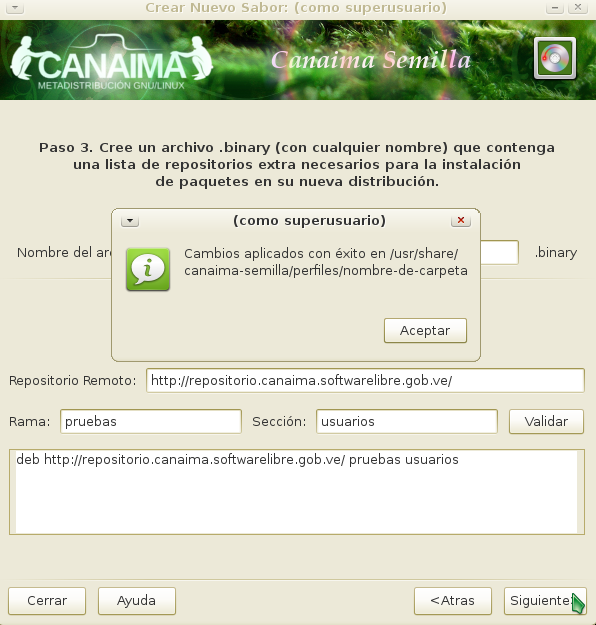 Crear Nuevo Sabor: (como superusuario)
CANAIMA
METADISTRIBUCIÓN GNU/LINUX
Canaima Semilla
Paso 3. Cree un archivo .binary (con cualquier nombre) que contenga
una lista de repositorios extra necesarios para la instalación
de paquetes en su nueva distribución.
(como superusuario)
Nombre del
.binary
Cambios aplicados con éxito en /usr/share/
canaima-semilla/perfiles/nombre-de-carpeta
Aceptar
Repositorio Remoto: http://repositorio.canaima.softwarelibre.gob.ve/
Rama: pruebas Sección: usuarios Validar
deb http://repositorio.canaima.softwarelibre.gob.ve/ pruebas usuarios
Cerrar Ayuda <Atras Siguiente